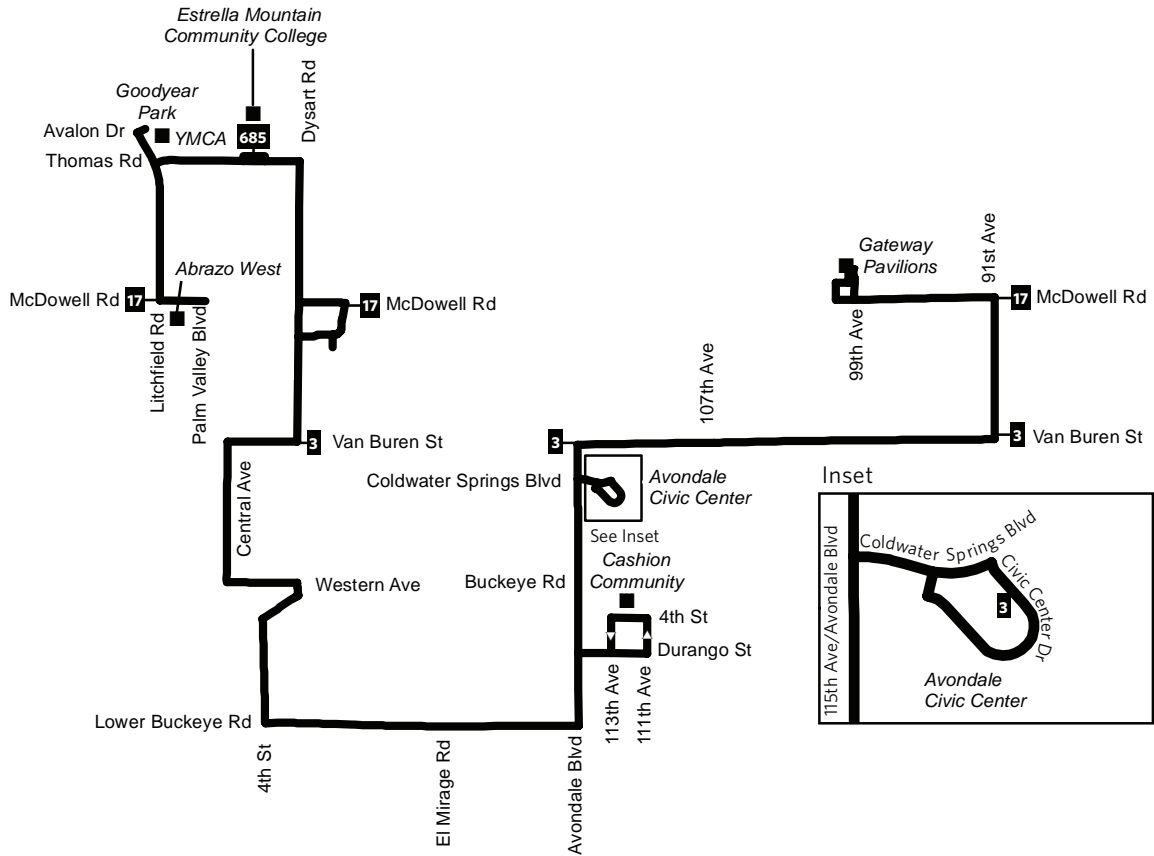 Estrella Mountain
Community College
Dysart Rd
Goodyear
Park
Avalon Dr
YMCA
685
Thomas Rd
Abrazo West
McDowell Rd
17
17
McDowell Rd
Litchfield Rd
Palm Valley Blvd
Gateway
Pavilions
91st Ave
17
McDowell Rd
99th Ave
107th Ave
3
Van Buren St
3
3
Van Buren St
Central Ave
Coldwater Springs Blvd
Avondale
Civic Center
See Inset
Western Ave
Buckeye Rd
Cashion
Community
4th St
Durango St
113th Ave
111th Ave
Lower Buckeye Rd
4th St
El Mirage Rd
Avondale Blvd
Inset
115th Ave/Avondale Blvd
Coldwater Springs Blvd
Civic Center Dr
3
Avondale
Civic Center